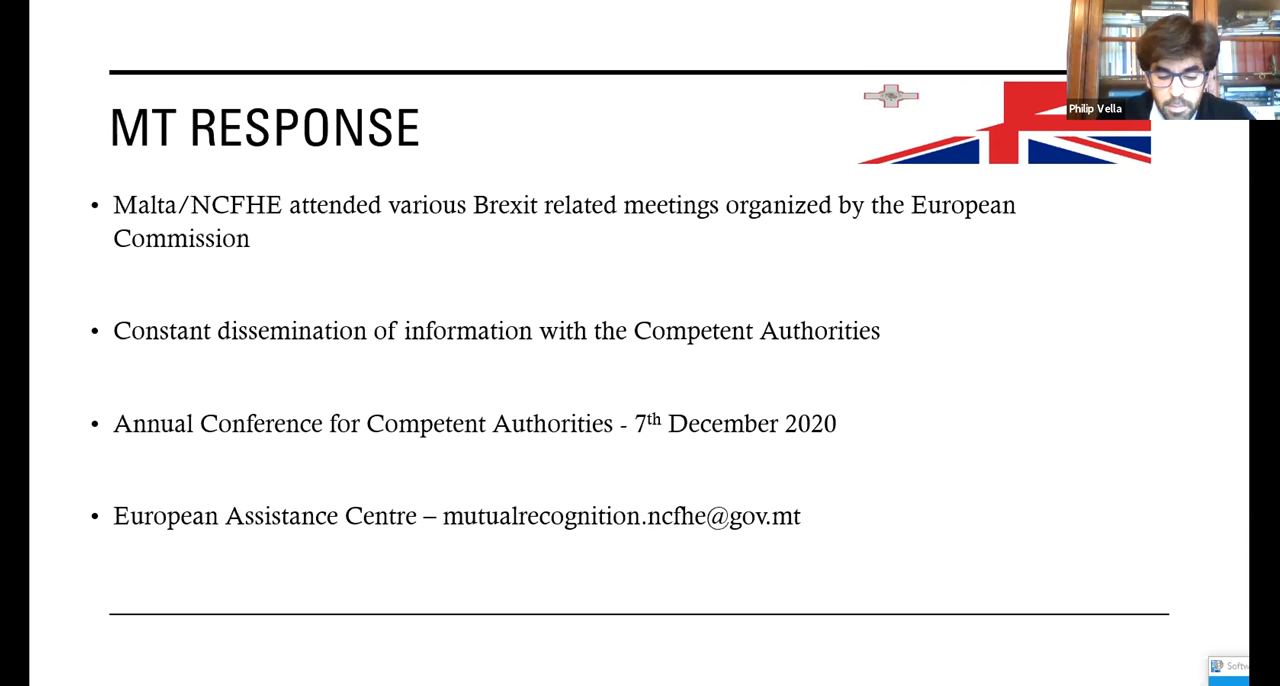 Philip Vella
MT RESPONSE
• Malta/NCFHE attended various Brexit related meetings organized by the European
Commission
• Constant dissemination of information with the Competent Authorities
• Annual Conference for Competent Authorities - 7th December 2020
• European Assistance Centre – mutualrecognition.ncfhe@gov.mt